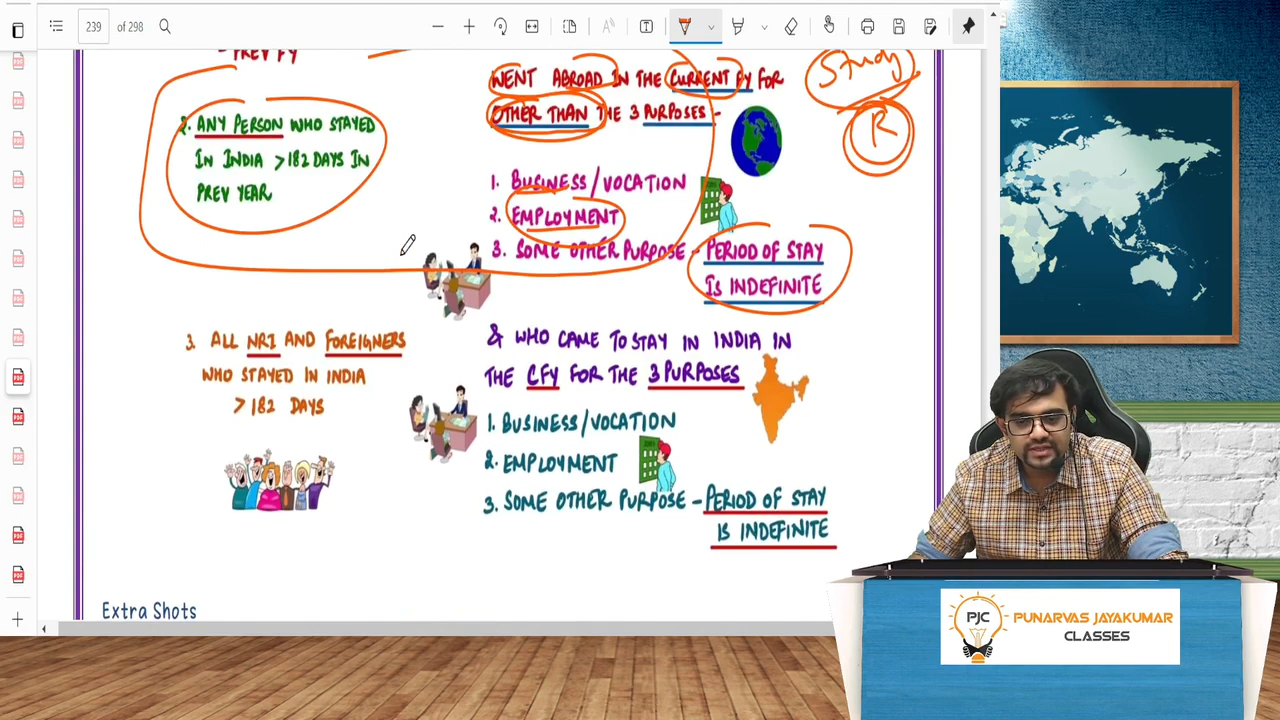 239
of 298
- PREV FY
2. ANY PERSON WHO STAYED
IN INDIA > 182 DAYS IN
PREV YEAR
WENT ABROAD IN THE CURRENT FY FOR
OTHER THAN THE 3 PURPOSES -
1. BUSINESS/VOCATION
2. EMPLOYMENT
3. SOME OTHER PURPOSE - PERIOD OF STAY
IS INDEFINITE
Study
R
3. ALL NRI AND FOREIGNERS
WHO STAYED IN INDIA
> 182 DAYS
& WHO CAME TO STAY IN INDIA IN
THE CFY FOR THE 3 PURPOSES
1. BUSINESS/VOCATION
2. EMPLOYMENT
3. SOME OTHER PURPOSE - PERIOD OF STAY
IS INDEFINITE
Extra Shots
PJC
PUNARVAS JAYAKUMAR
CLASSES